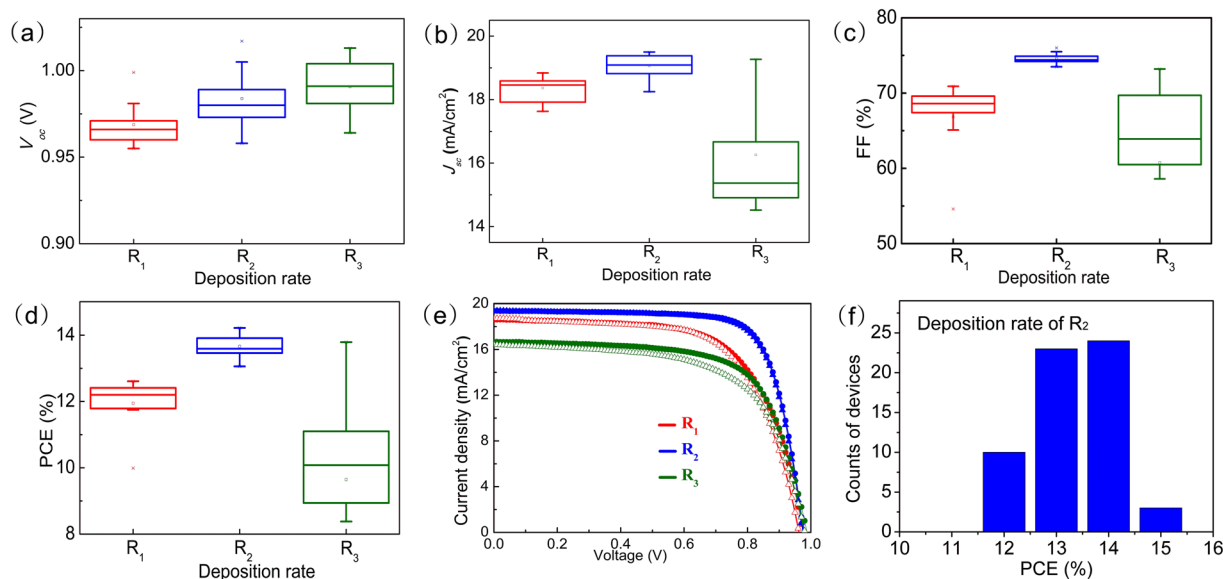 (a)
V oc (V)
1.00
0.95
0.90
R1
R2
R3
Deposition rate
(b)
Jsc (mA/cm2)
20
18
16
14
R1
R2
R3
Deposition rate
(c)
FF (%)
80
70
60
50
R1
R2
R3
Deposition rate
(d)
PCE (%)
14
12
10
8
R1
R2
R3
Deposition rate
(e)
Current density (mA/cm2)
20
16
12
8
4
0
R1
R2
R3
0.0 0.2 0.4 0.6 0.8 1.0
Voltage (V)
(f)
Deposition rate of R2
Counts of devices
25
20
15
10
5
0
10 11 12 13 14 15 16
PCE (%)